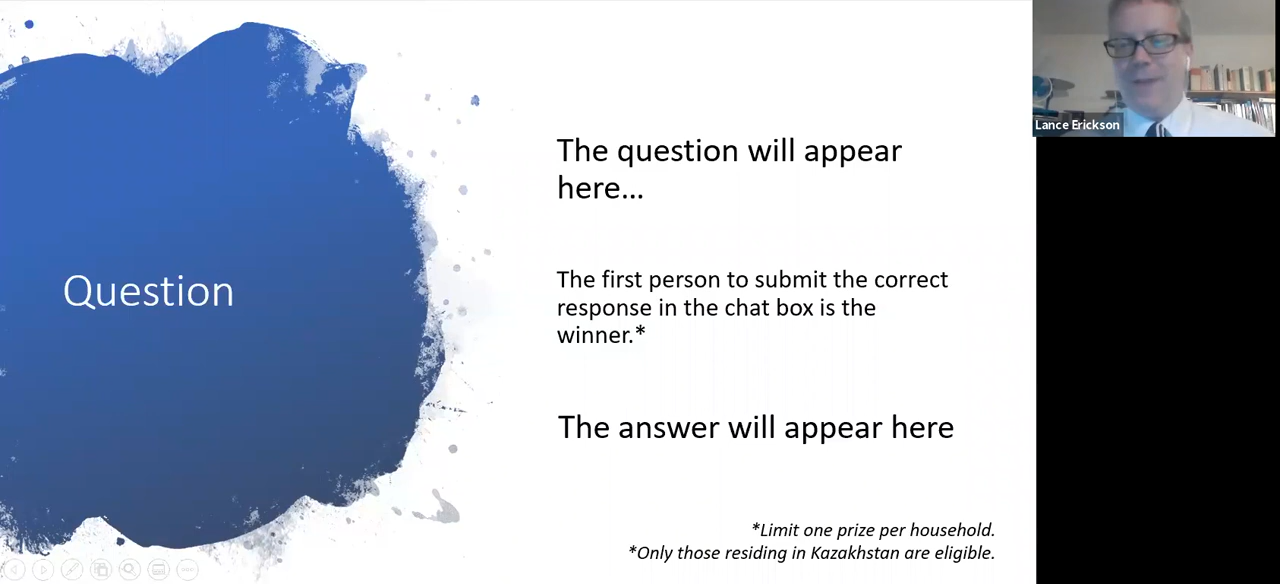 Question
The question will appear
here...
The first person to submit the correct
response in the chat box is the
winner.*
The answer will appear here
*Limit one prize per household.
*Only those residing in Kazakhstan are eligible.
Lance Erickson